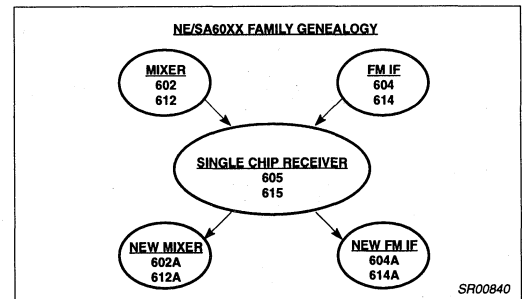 NE/SA60XX FAMILY GENEALOGY
MIXER
602
612
FM IF
604
614
SINGLE CHIP RECEIVER
605
615
NEW MIXER
602A
612A
NEW FM IF
604A
614A
SR00840